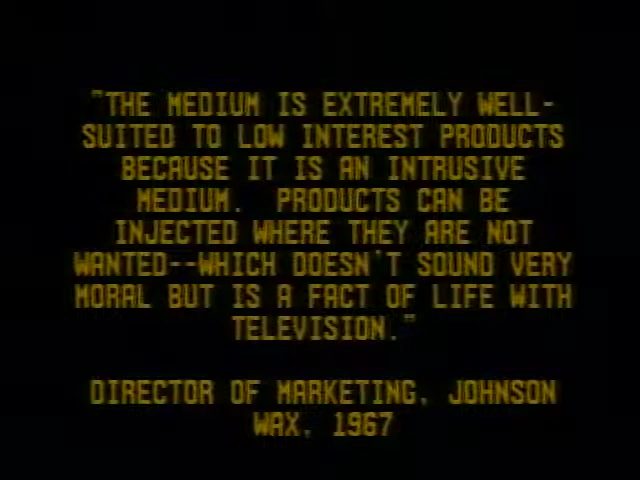 "THE MEDIUM IS EXTREMELY WELL-
SUITED TO LOW INTEREST PRODUCTS
BECAUSE IT IS AN INTRUSIVE
MEDIUM.  PRODUCTS CAN BE
INJECTED WHERE THEY ARE NOT
WANTED--WHICH DOESN'T SOUND VERY
MORAL BUT IS A FACT OF LIFE WITH
TELEVISION."
DIRECTOR OF MARKETING, JOHNSON
WAX, 1967